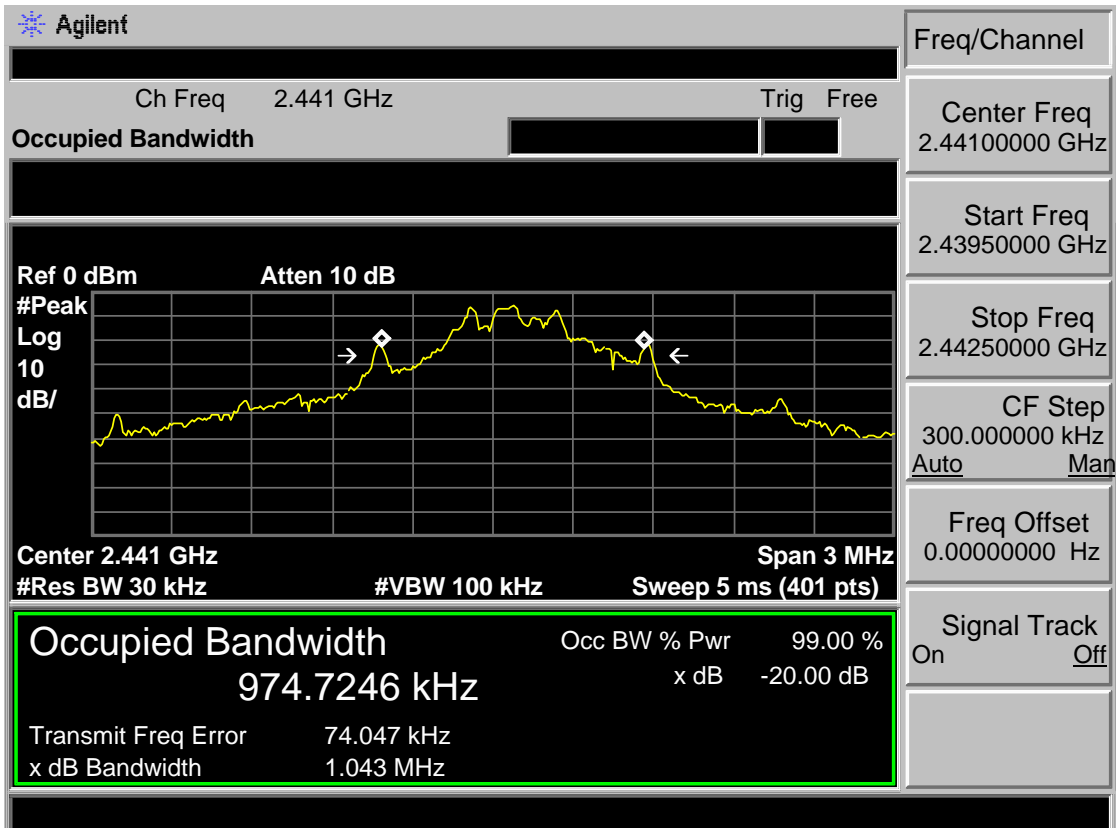 Agilent
Freq/Channel
Ch Freq 2.441 GHz Trig Free
Occupied Bandwidth
Center Freq
2.44100000 GHz
Start Freq
2.43950000 GHz
Stop Freq
2.44250000 GHz
CF Step
300.000000 kHz
Auto Man
Freq Offset
0.00000000 Hz
Signal Track
On Off
Ref 0 dBm Atten 10 dB
#Peak
Log
10
dB/
Center 2.441 GHz Span 3 MHz
#Res BW 30 kHz #VBW 100 kHz Sweep 5 ms (401 pts)
Occupied Bandwidth Occ BW % Pwr 99.00 %
974.7246 kHz x dB -20.00 dB
Transmit Freq Error 74.047 kHz
x dB Bandwidth 1.043 MHz